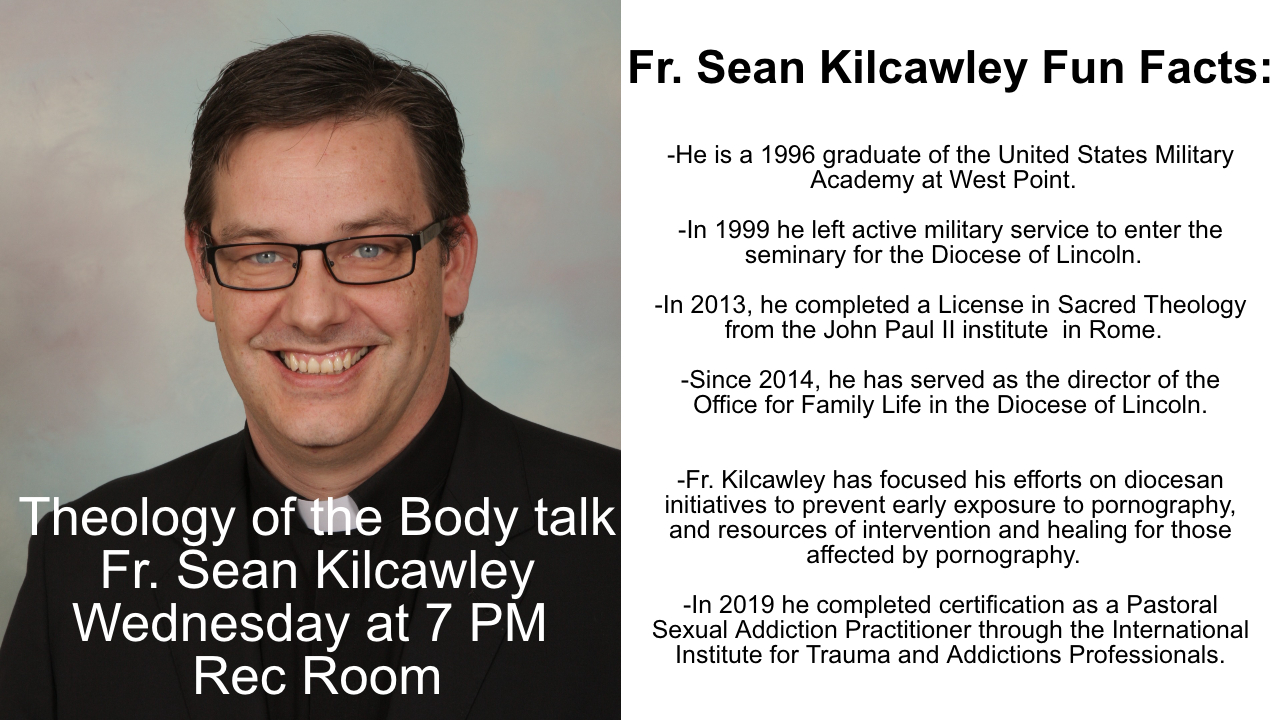 Theology of the Body talk
Fr. Sean Kilcawley
Wednesday at 7 PM
Rec Room
Fr. Sean Kilcawley Fun Facts:
-He is a 1996 graduate of the United States Military
Academy at West Point.
-In 1999 he left active military service to enter the
seminary for the Diocese of Lincoln.
-In 2013, he completed a License in Sacred Theology
from the John Paul II institute  in Rome.
-Since 2014, he has served as the director of the
Office for Family Life in the Diocese of Lincoln.
-Fr. Kilcawley has focused his efforts on diocesan
initiatives to prevent early exposure to pornography,
and resources of intervention and healing for those
affected by pornography.
-In 2019 he completed certification as a Pastoral
Sexual Addiction Practitioner through the International
Institute for Trauma and Addictions Professionals.